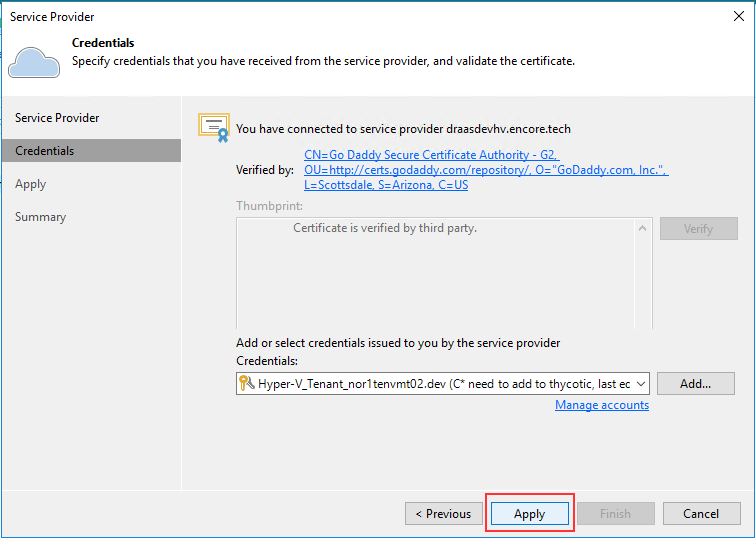 Service Provider
Credentials
Specify credentials that you have received from the service provider, and validate the certificate.
Service Provider
Credentials
Apply
Summary
You have connected to service provider draasdevhv.encore.tech
Verified by:
CN=Go Daddy Secure Certificate Authority - G2,
OU=http://certs.godaddy.com/repository/, O="GoDaddy.com, Inc.",
L=Scottsdale, S=Arizona, C=US
Thumbprint:
Certificate is verified by third party.
Verify
Add or select credentials issued to you by the service provider
Credentials:
Hyper-V_Tenant_nor1tenvmt02.dev (C* need to add to thycotic, last ec
Add...
Manage accounts
< Previous
Apply
Finish
Cancel